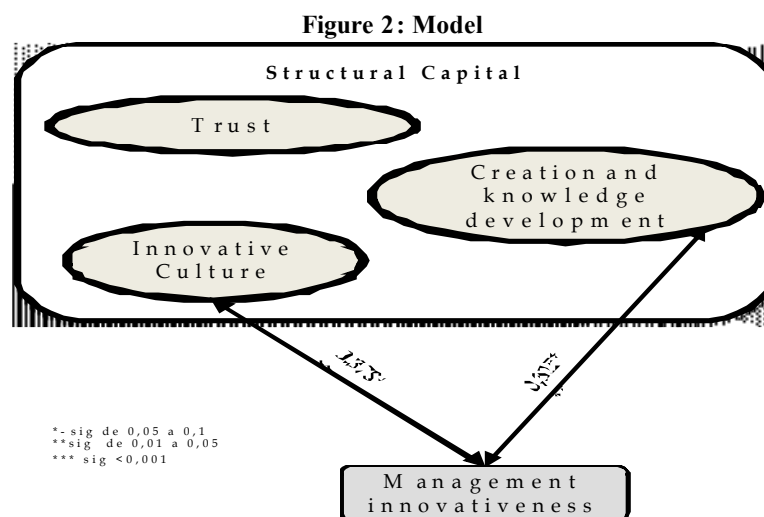 Figure 2: Model
Structural Capital
Trust
Creation and
knowledge
development
Innovative
Culture
*- sig de 0,05 a 0,1
**sig de 0,01 a 0,05
*** sig <0,001
Management
innovativeness